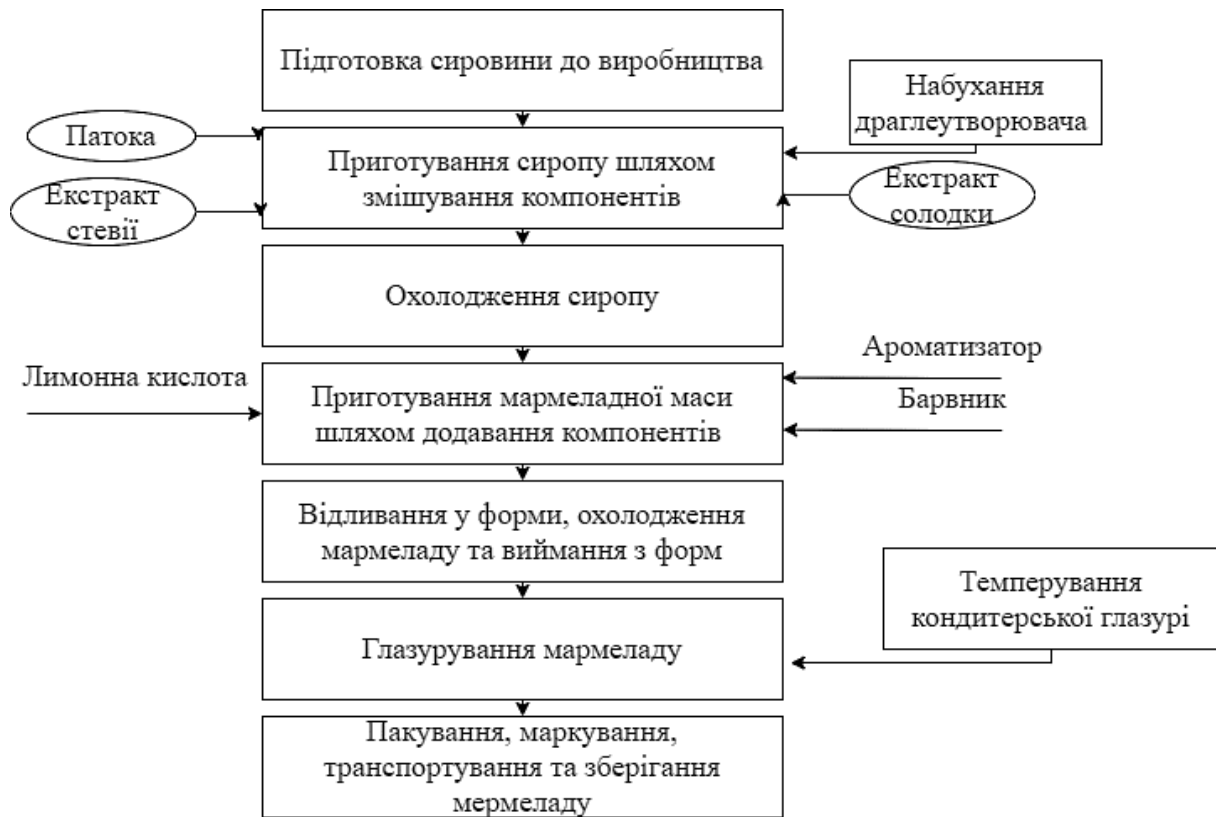 Підготовка сировини до виробництва
Набухання
драглеутворювача
Патока
Приготування сиропу шляхом
змішування компонентів
Екстракт
стевії
Екстракт
солодки
Охолодження сиропу
Ароматизатор
Лимонна кислота
Барвник
Приготування мармеладної маси
шляхом додавання компонентів
Відливання у форми, охолодження
мармеладу та виймання з форм
Темперування
кондитерської глазурі
Глазурування мармеладу
Пакування, маркування,
транспортування та зберігання
мермеладу